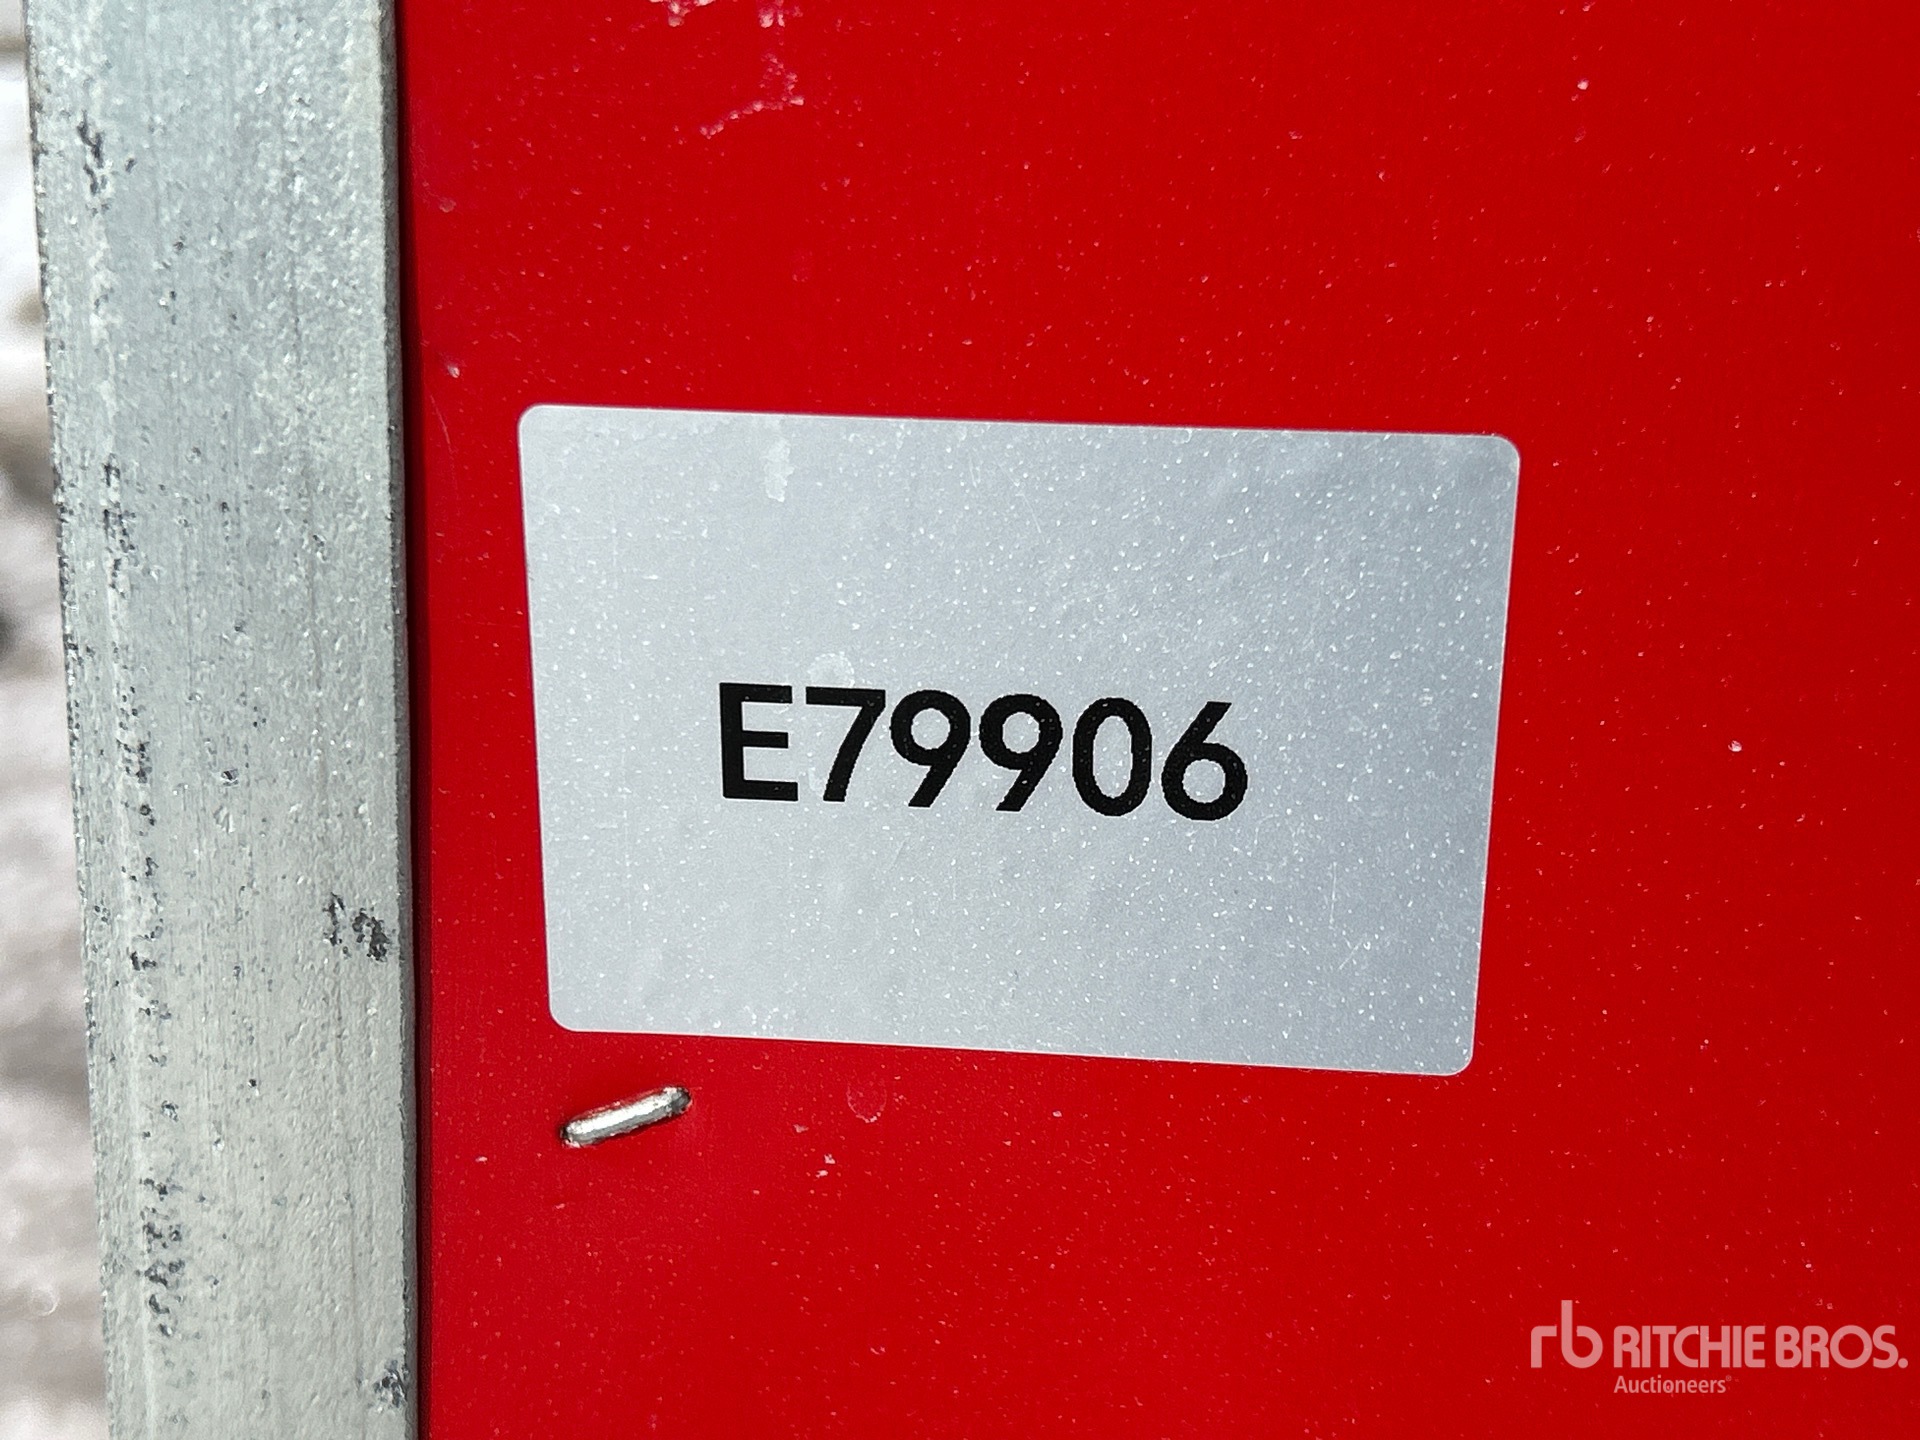 E79906
rb RITCHIE BROS.
Auctioneers®